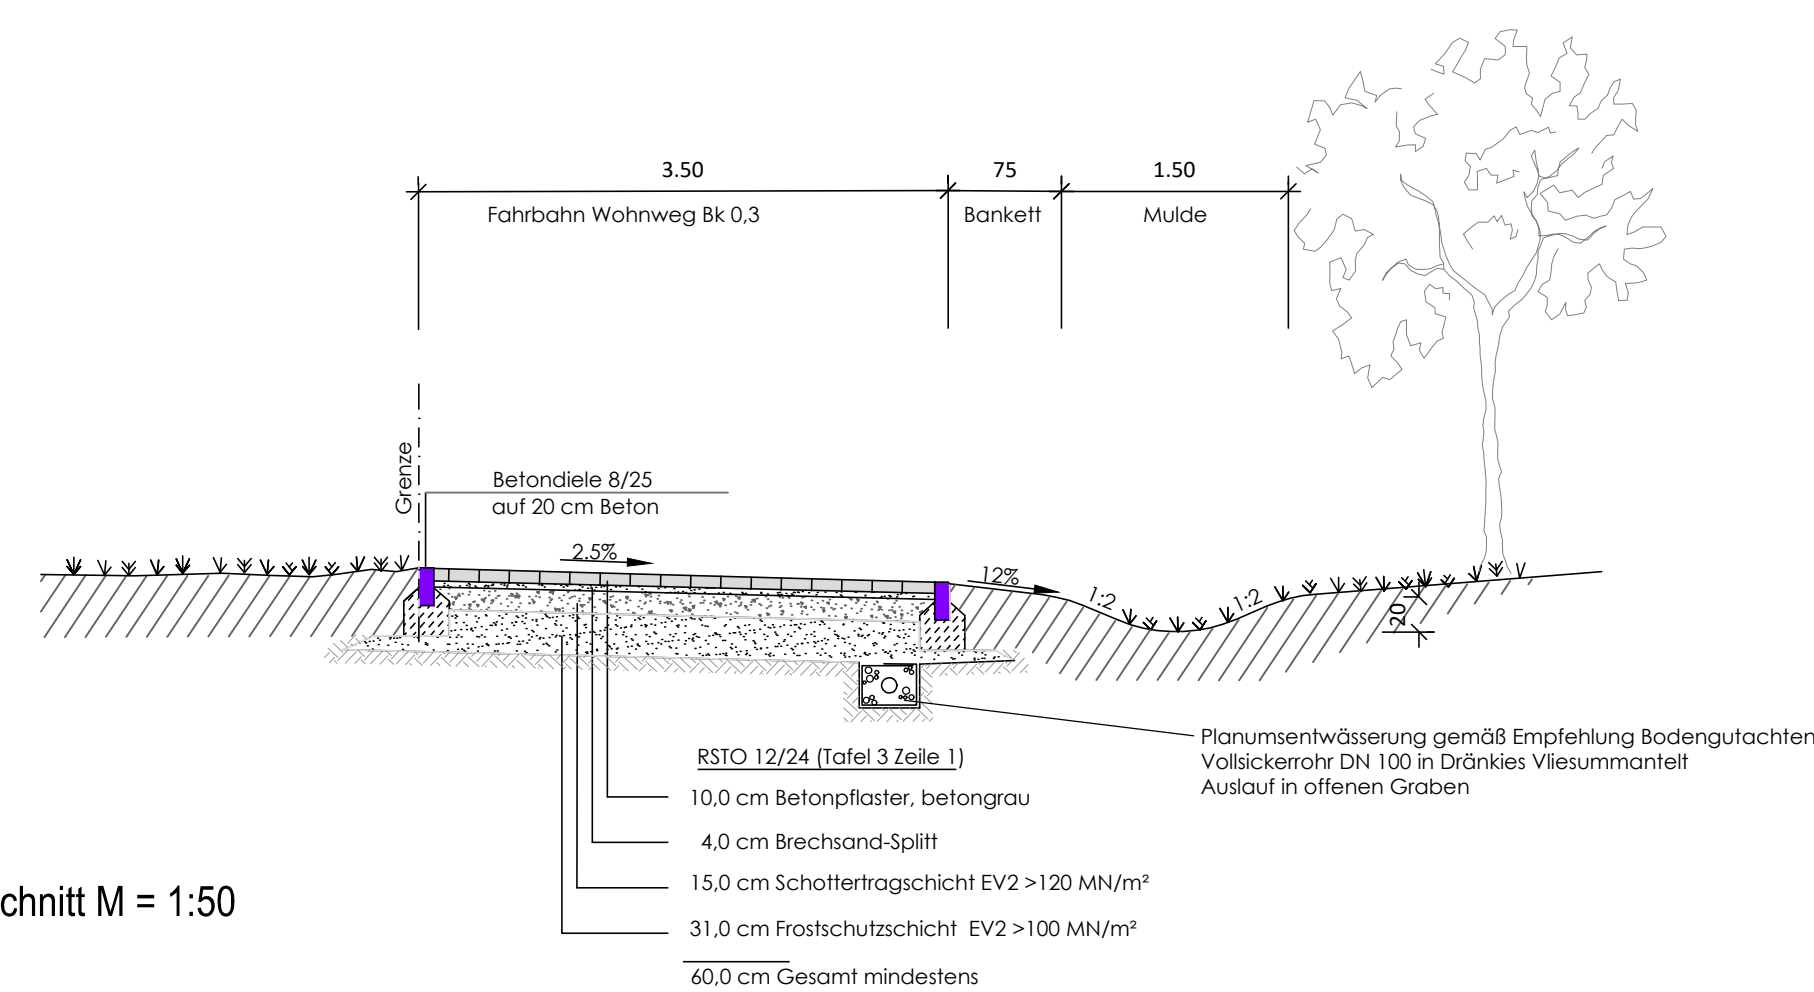 3.50
75
1.50
Fahrbahn Wohnweg Bk 0,3
Bankett
Mulde
Grenze
Betondiele 8/25
auf 20 cm Beton
2.5%
12%
1:2
1:2
20
Planumsentwässerung gemäß Empfehlung Bodengutachten
Vollsickerrohr DN 100 in Dränkies Vliesummantelt
Auslauf in offenen Graben
RSTO 12/24 (Tafel 3 Zeile 1)
10,0 cm Betonpflaster, betongrau
4,0 cm Brechsand-Splitt
15,0 cm Schottertragschicht EV2 >120 MN/m²
31,0 cm Frostschutzschicht EV2 >100 MN/m²
60,0 cm Gesamt mindestens
chnitt M = 1:50